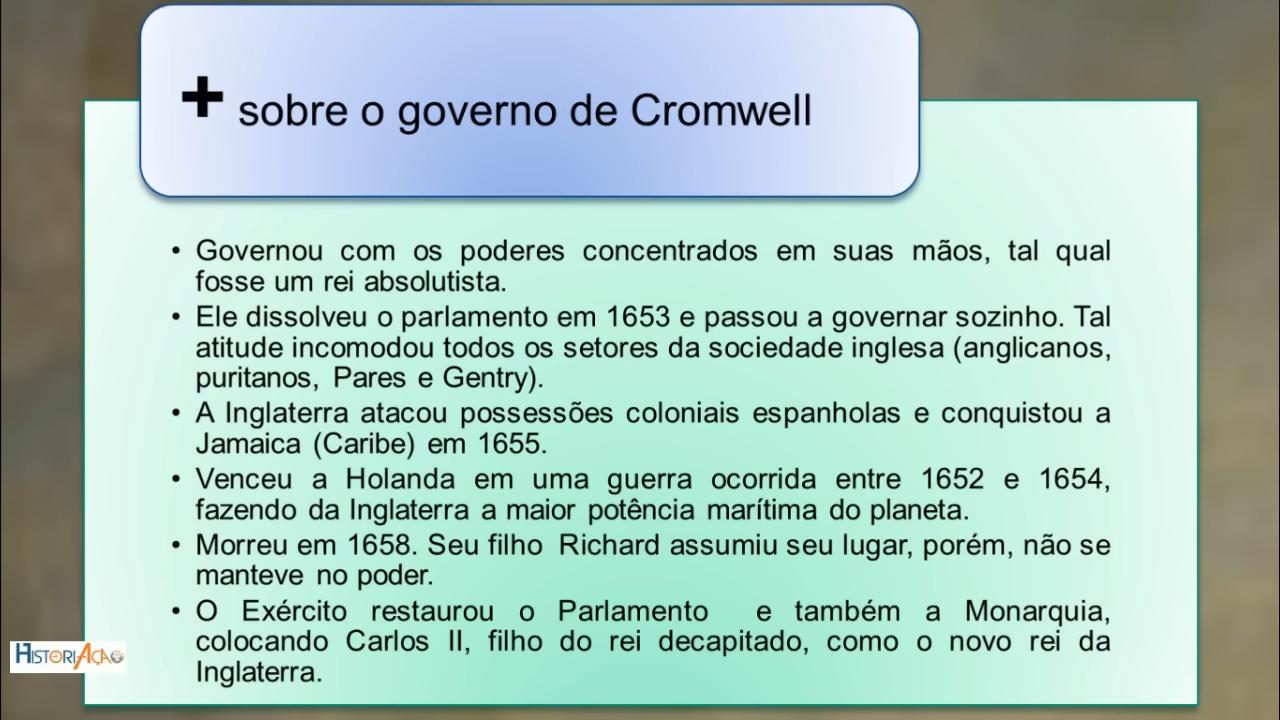 + sobre o governo de Cromwell
• Governou com os poderes concentrados em suas mãos, tal qual
fosse um rei absolutista.
• Ele dissolveu o parlamento em 1653 e passou a governar sozinho. Tal
atitude incomodou todos os setores da sociedade inglesa (anglicanos,
puritanos, Pares e Gentry).
• A Inglaterra atacou possessões coloniais espanholas e conquistou a
Jamaica (Caribe) em 1655.
• Venceu a Holanda em uma guerra ocorrida entre 1652 e 1654,
fazendo da Inglaterra a maior potência marítima do planeta.
• Morreu em 1658. Seu filho Richard assumiu seu lugar, porém, não se
manteve no poder.
• O Exército restaurou o Parlamento e também a Monarquia,
colocando Carlos II, filho do rei decapitado, como o novo rei da
Inglaterra.
HISTORIAÇÃO